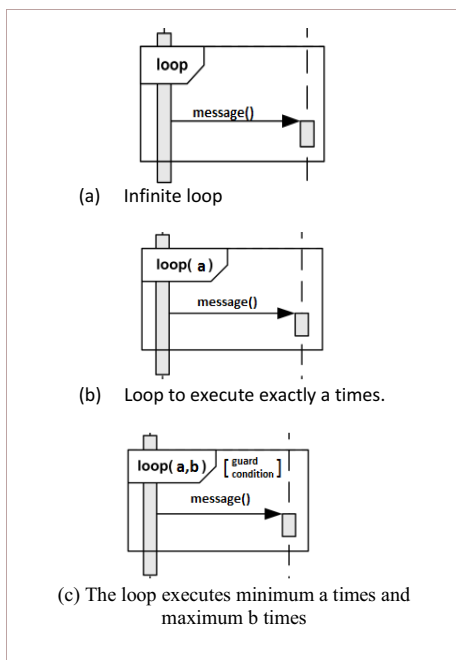 loop
message()
(a) Infinite loop
loop( a )
message()
(b) Loop to execute exactly a times.
loop( a,b ) [ guard
condition ]
message()
(c) The loop executes minimum a times and
maximum b times